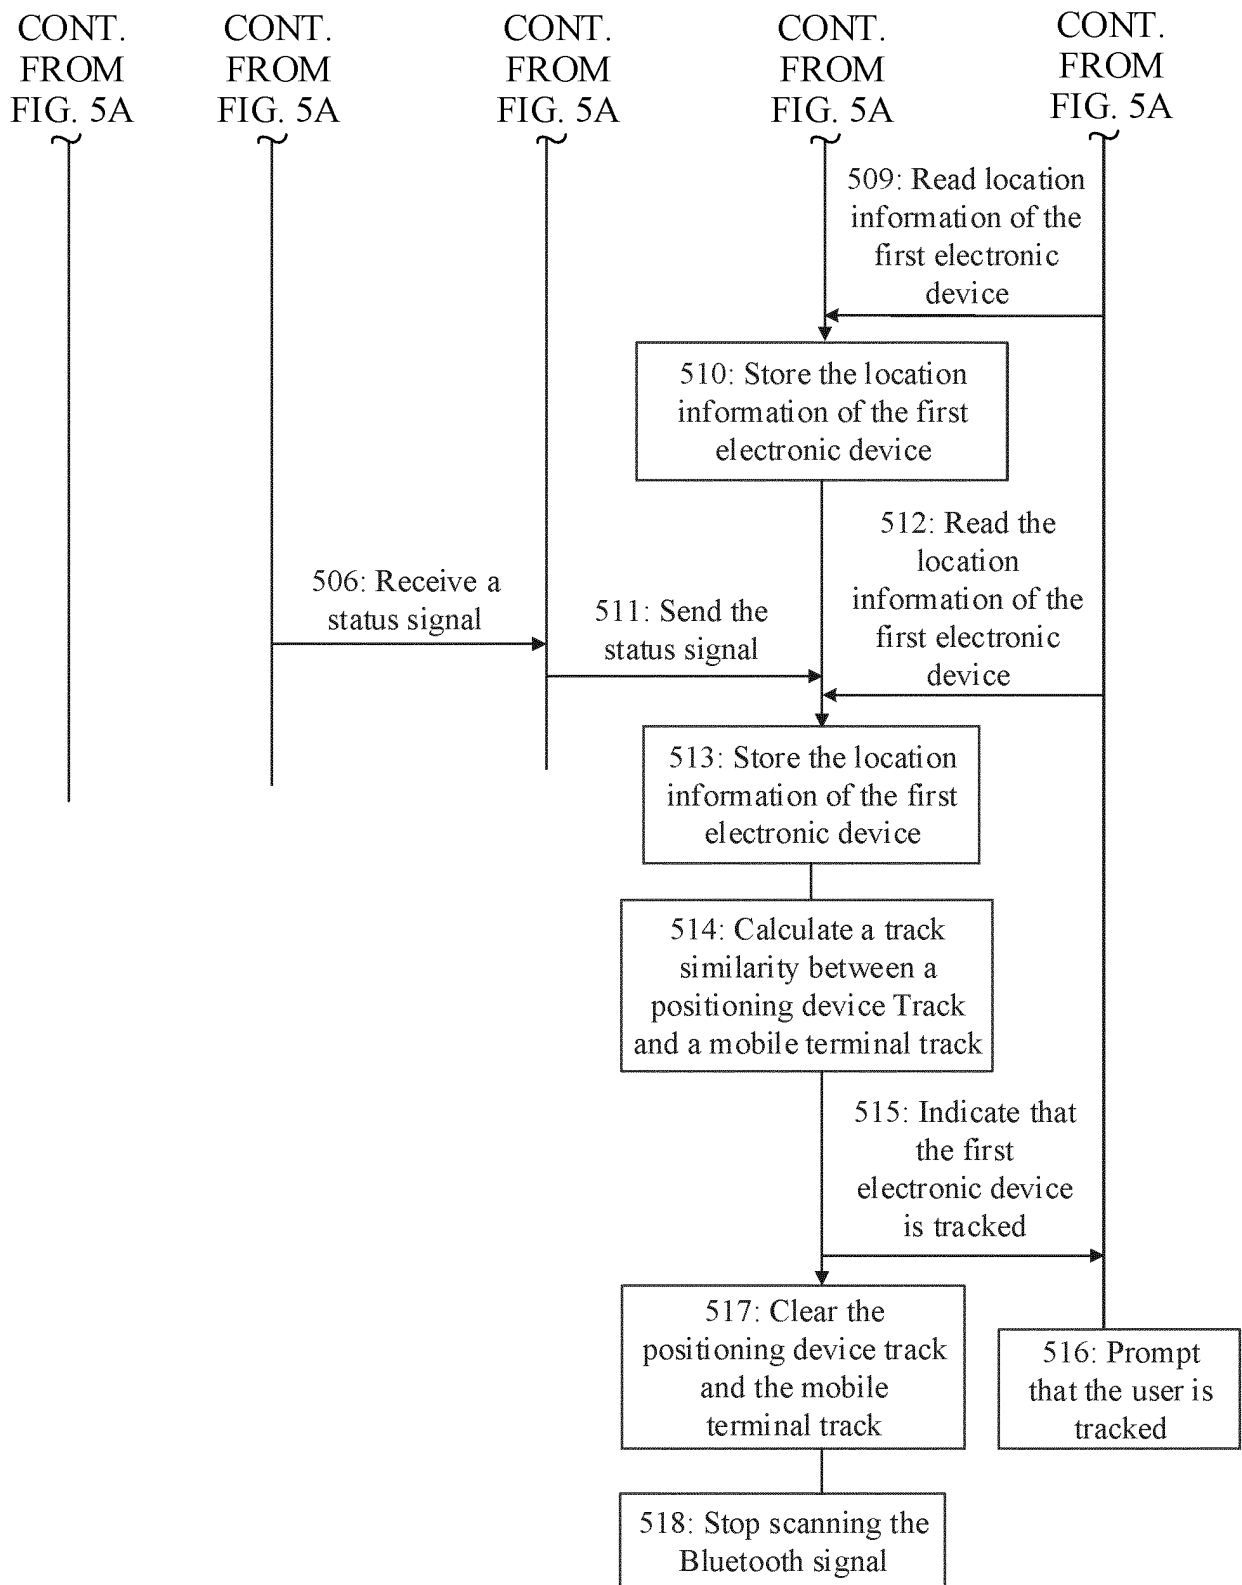 CONT.
FROM
FIG. 5A
CONT.
FROM
FIG. 5A
CONT.
FROM
FIG. 5A
CONT.
FROM
FIG. 5A
CONT.
FROM
FIG. 5A
509: Read location
information of the
first electronic
device
510: Store the location
information of the first
electronic device
512: Read the
location
information of the
first electronic
device
506: Receive a
status signal
511: Send the
status signal
513: Store the location
information of the first
electronic device
514: Calculate a track
similarity between a
positioning device Track
and a mobile terminal track
515: Indicate that
the first
electronic device
is tracked
517: Clear the
positioning device track
and the mobile
terminal track
516: Prompt
that the user is
tracked
518: Stop scanning the
Bluetooth signal